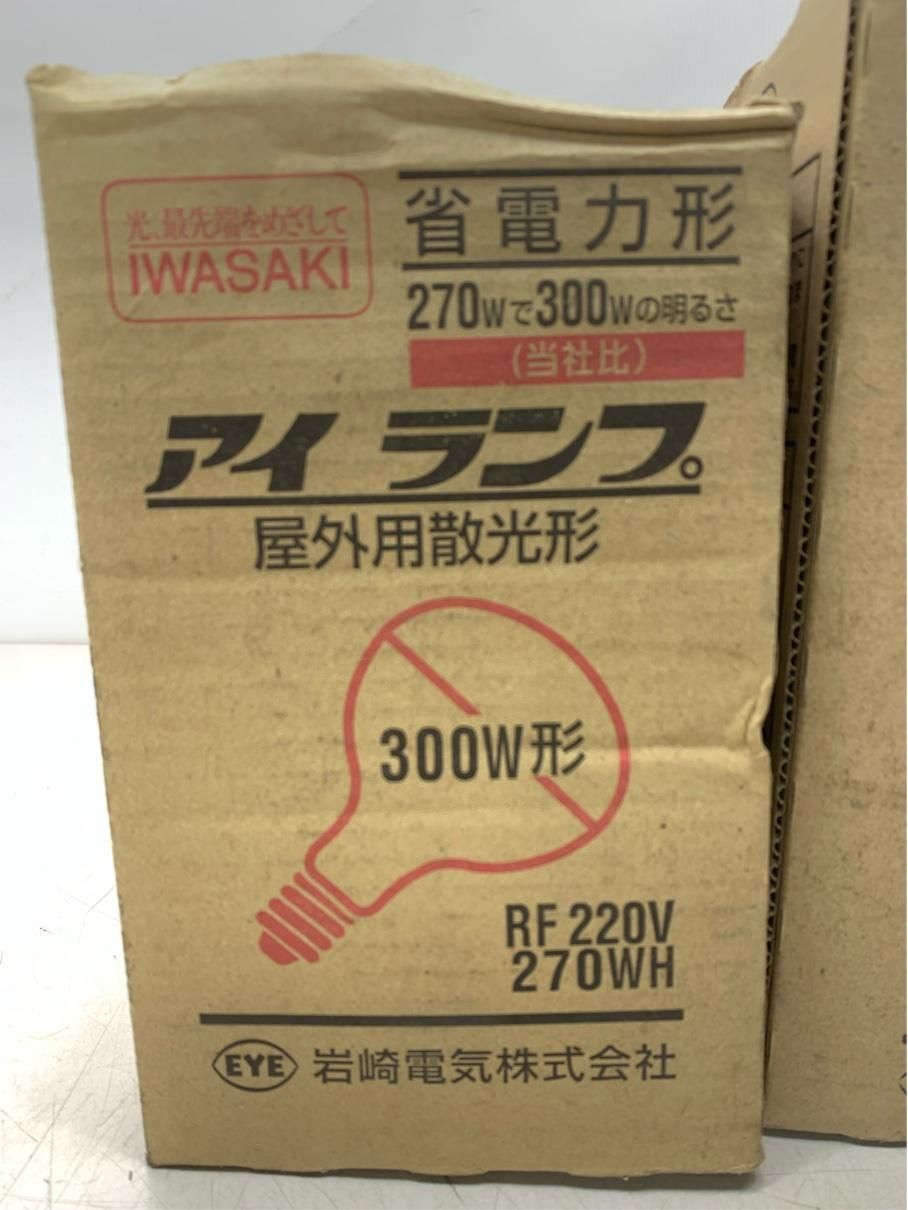 光、最先端をめざして
IWASAKI
省電力形
270Wで300Wの明るさ
(当社比)
アイ ランプ
屋外用散光形
300W形
RF 220V
270WH
EYE 岩崎電気株式会社